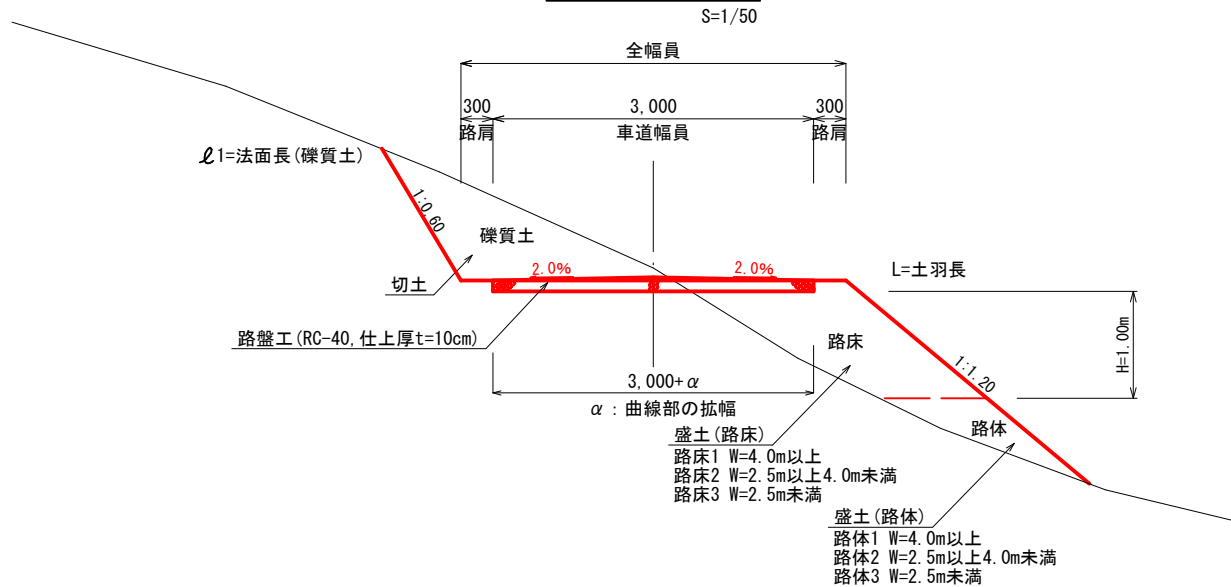 S=1/50
全幅員
300
3,000
300
路肩
車道幅員
路肩
ℓ1=法面長(礫質土)
1:0.60
礫質土
2.0%
2.0%
L=土羽長
切土
路盤工(RC-40,仕上厚t=10cm)
路床
H=1.00m
1:1.20
3,000+α
α：曲線部の拡幅
路体
盛土(路床)
路床1 W=4.0m以上
路床2 W=2.5m以上4.0m未満
路床3 W=2.5m未満
盛土(路体)
路体1 W=4.0m以上
路体2 W=2.5m以上4.0m未満
路体3 W=2.5m未満